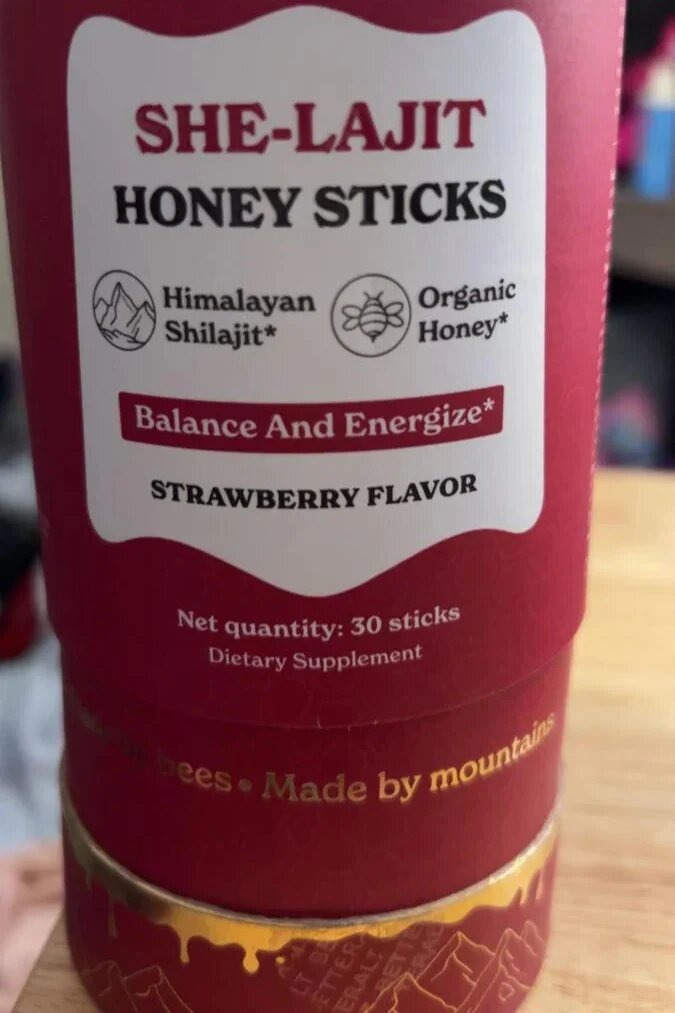 SHE-LAJIT
HONEY STICKS
Himalayan
Shilajit*
Organic
Honey*
Balance And Energize*
STRAWBERRY FLAVOR
Net quantity: 30 sticks
Dietary Supplement
bees • Made by mountains